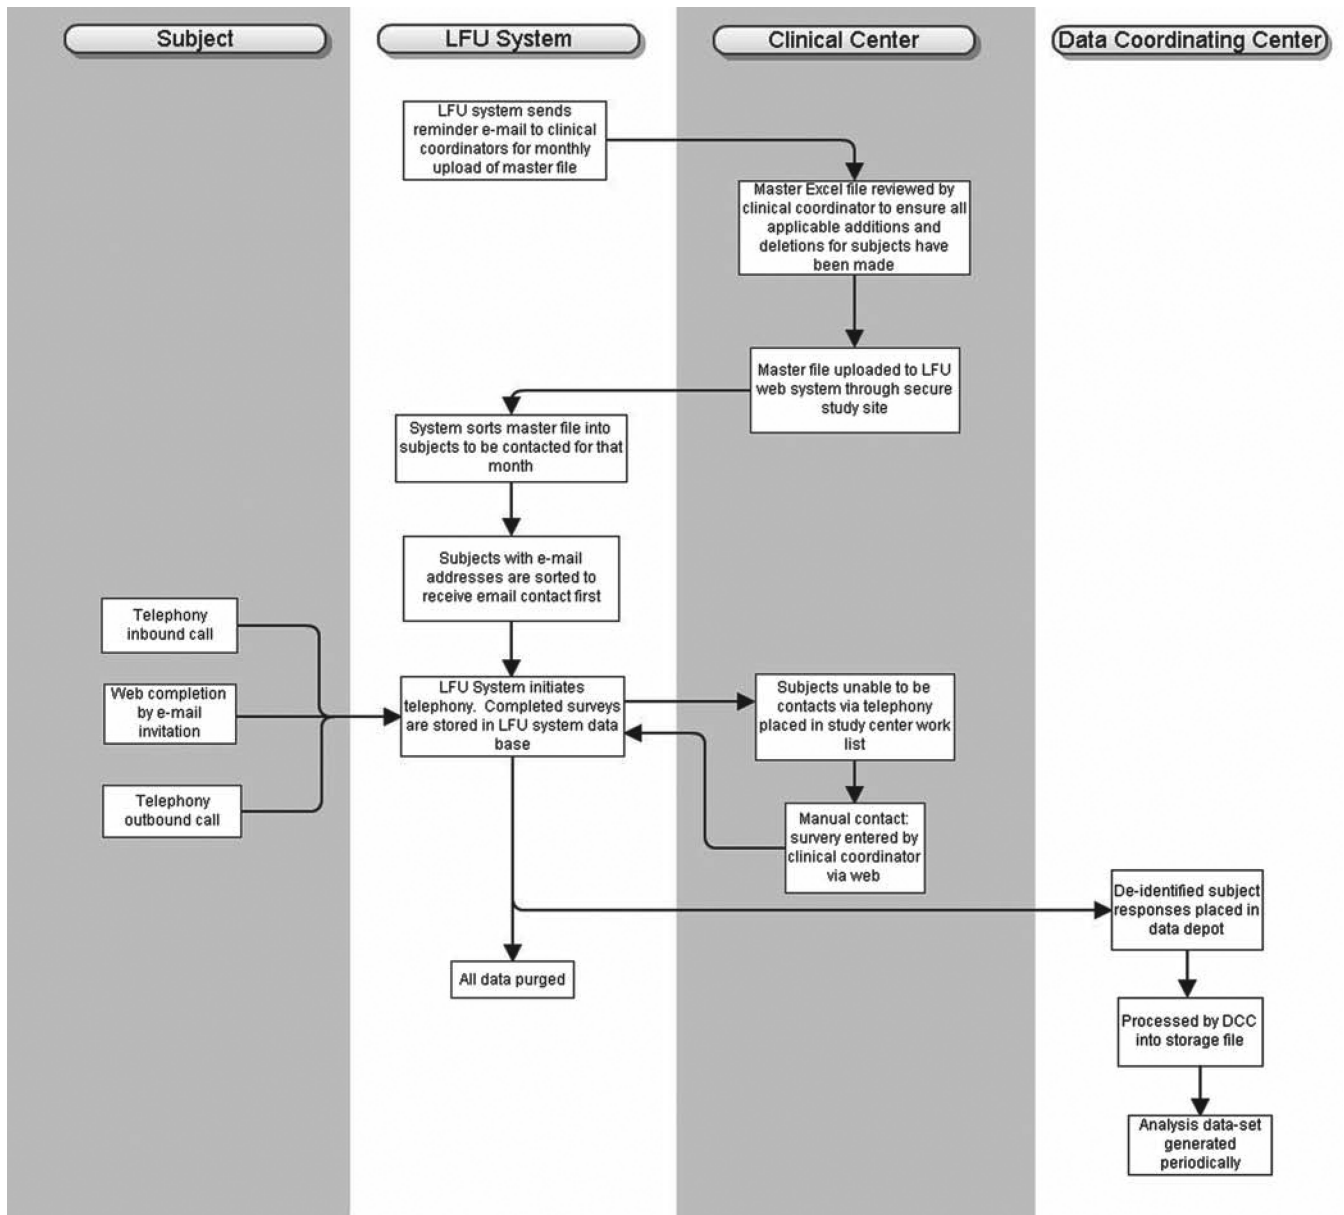 Subject
LFU System
Clinical Center
Data Coordinating Center
LFU system sends
reminder e-mail to clinical
coordinators for monthly
upload of master file
Master Excel file reviewed by
clinical coordinator to ensure all
applicable additions and
deletions for subjects have
been made
Master file uploaded to LFU
web system through secure
study site
System sorts master file into
subjects to be contacted for that
month
Subjects with e-mail
addresses are sorted to
receive email contact first
Telephony
inbound call
Web completion
by e-mail
invitation
Telephony
outbound call
LFU System initiates
telephony. Completed surveys
are stored in LFU system data
base
Subjects unable to be
contacts via telephony
placed in study center work
list
Manual contact:
survery entered by
clinical coordinator
via web
All data purged
De-identified subject
responses placed in
data depot
Processed by DCC
into storage file
Analysis data-set
generated
periodically